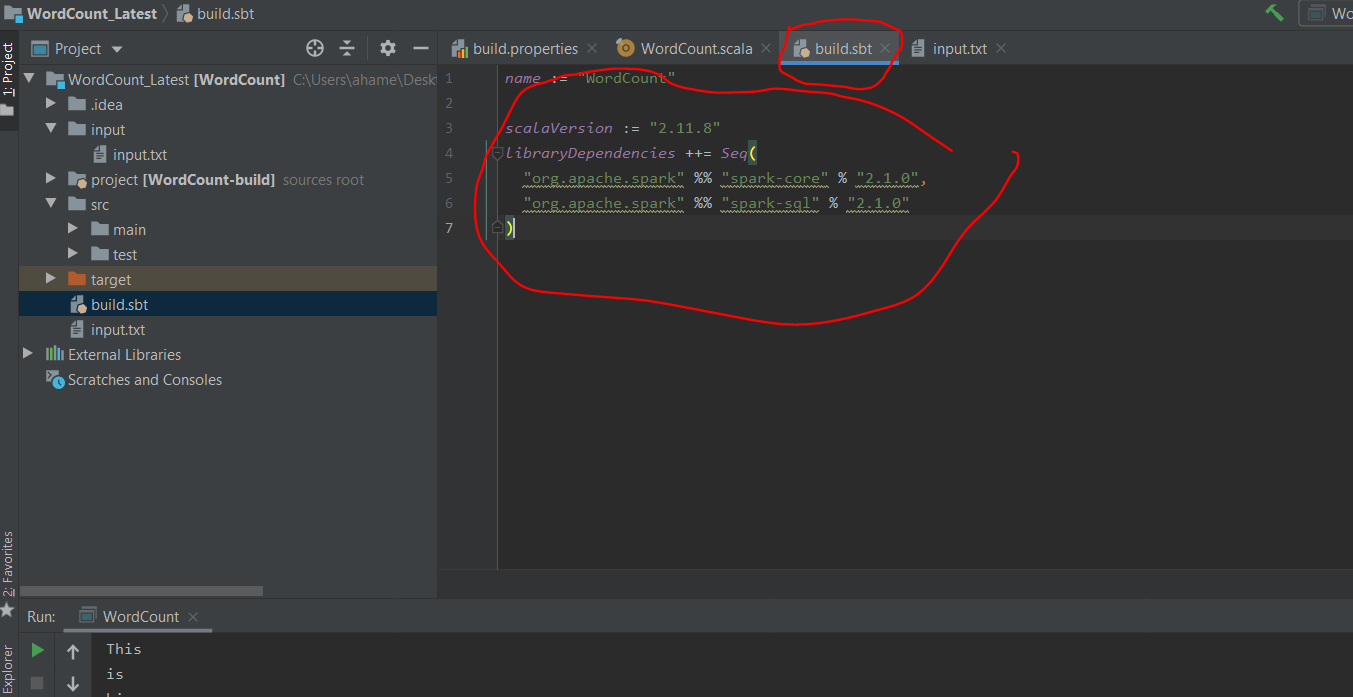 WordCount_Latest build.sbt Wo
1: Project
Project
WordCount_Latest [WordCount] C:\Users\ahame\Deskt
.idea
input
input.txt
project [WordCount-build] sources root
src
main
test
target
build.sbt
input.txt
External Libraries
Scratches and Consoles
build.properties WordCount.scala build.sbt input.txt
1 name := "WordCount"
2
3 scalaVersion := "2.11.8"
4 libraryDependencies ++= Seq(
5 "org.apache.spark" %% "spark-core" % "2.1.0",
6 "org.apache.spark" %% "spark-sql" % "2.1.0"
7 )
2: Favorites
Explorer
Run: WordCount
This
is